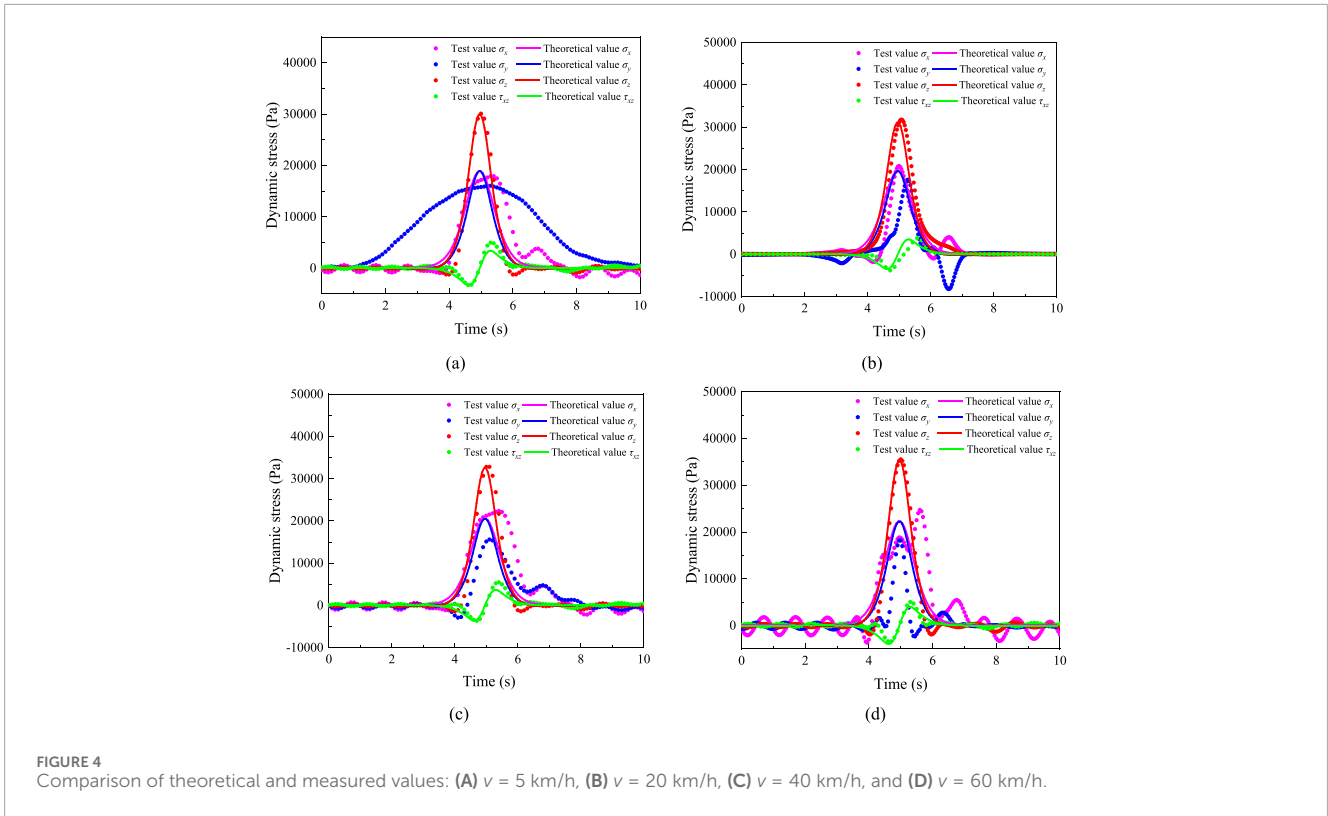 Test value σx Theoretical value σx
Test value σy Theoretical value σy
Test value σz Theoretical value σz
Test value τxz Theoretical value τxz
40000
30000
20000
10000
0
Dynamic stress (Pa)
0 2 4 6 8 10
Time (s)
(a)
Test value σx Theoretical value σx
Test value σy Theoretical value σy
Test value σz Theoretical value σz
Test value τxz Theoretical value τxz
50000
40000
30000
20000
10000
0
-10000
Dynamic stress (Pa)
0 2 4 6 8 10
Time (s)
(b)
Test value σx Theoretical value σx
Test value σy Theoretical value σy
Test value σz Theoretical value σz
Test value τxz Theoretical value τxz
50000
40000
30000
20000
10000
0
-10000
Dynamic stress (Pa)
0 2 4 6 8 10
Time (s)
(c)
Test value σx Theoretical value σx
Test value σy Theoretical value σy
Test value σz Theoretical value σz
Test value τxz Theoretical value τxz
50000
40000
30000
20000
10000
0
Dynamic stress (Pa)
0 2 4 6 8 10
Time (s)
(d)
FIGURE 4
Comparison of theoretical and measured values: (A) v = 5 km/h, (B) v = 20 km/h, (C) v = 40 km/h, and (D) v = 60 km/h.